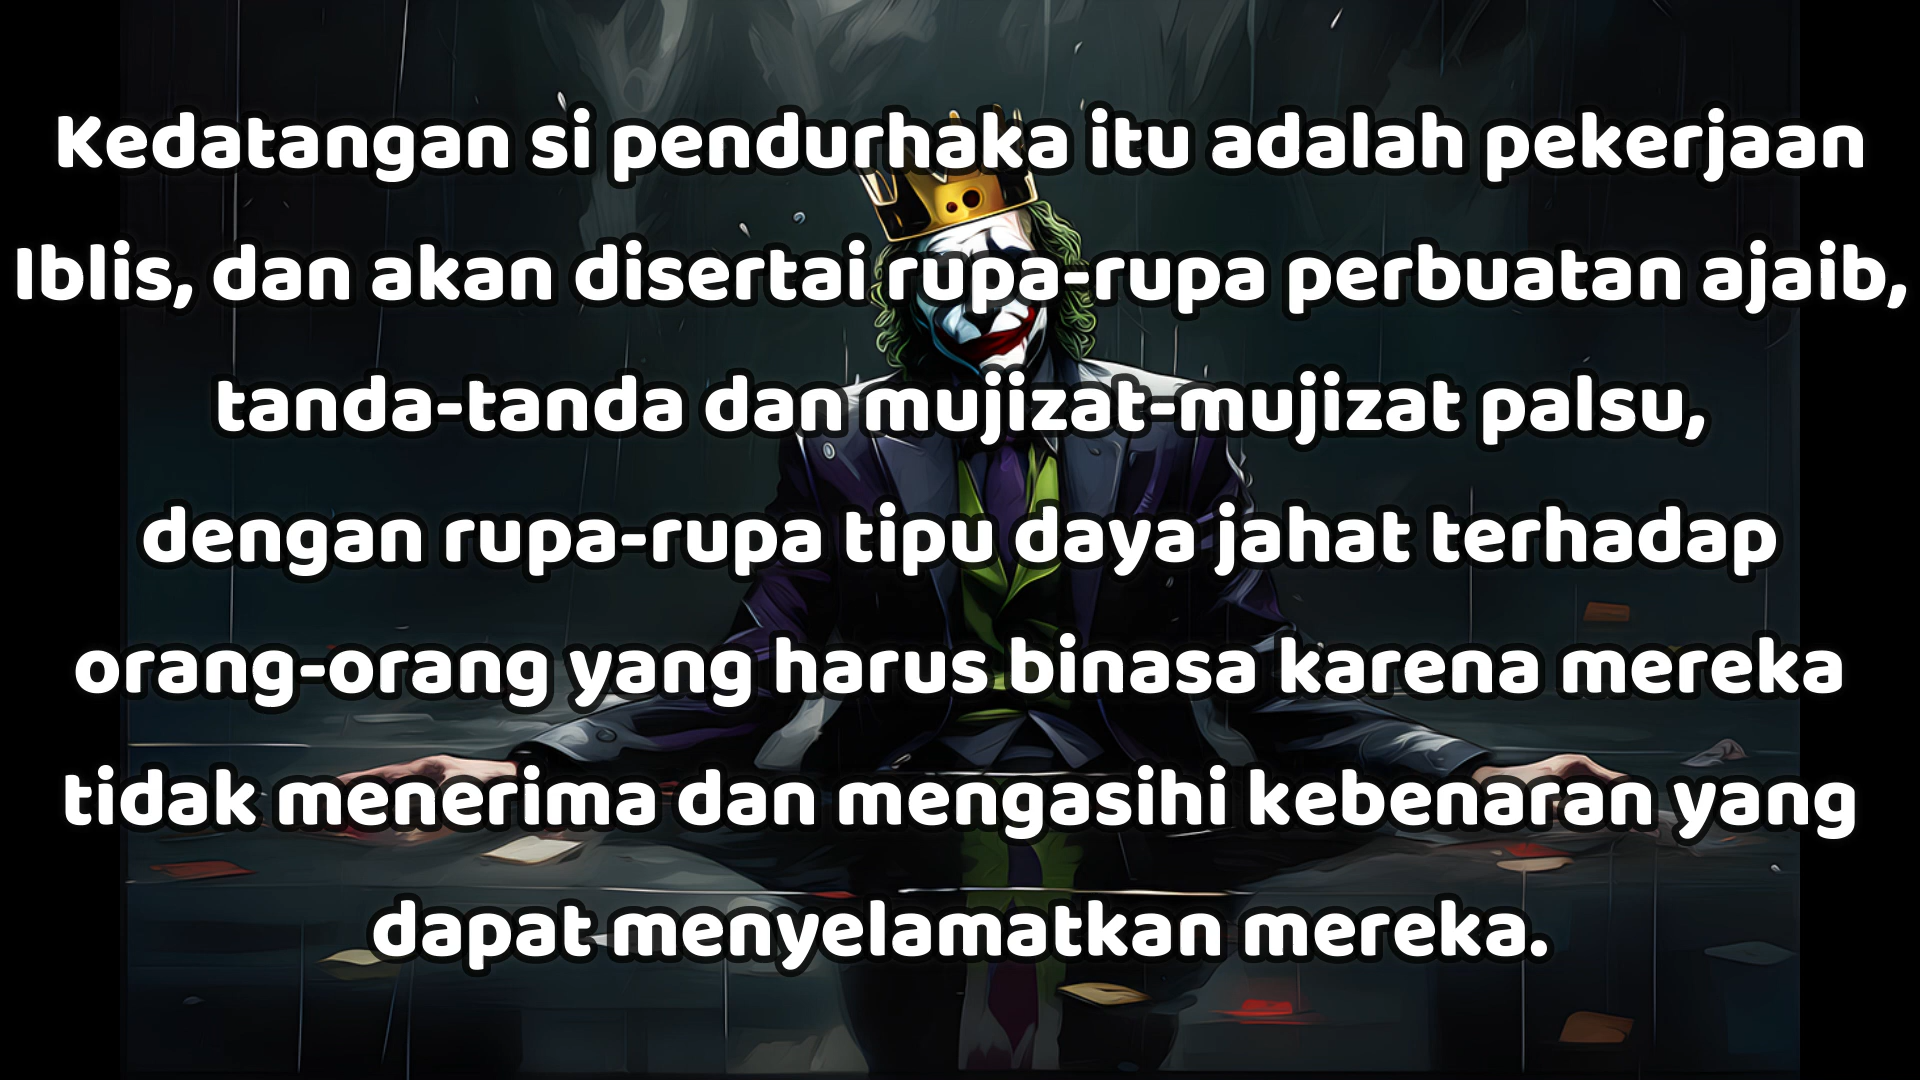 Kedatangan si pendurhaka itu adalah pekerjaan
Iblis, dan akan disertai rupa-rupa perbuatan ajaib,
tanda-tanda dan mujizat-mujizat palsu,
dengan rupa-rupa tipu daya jahat terhadap
orang-orang yang harus binasa karena mereka
tidak menerima dan mengasihi kebenaran yang
dapat menyelamatkan mereka.